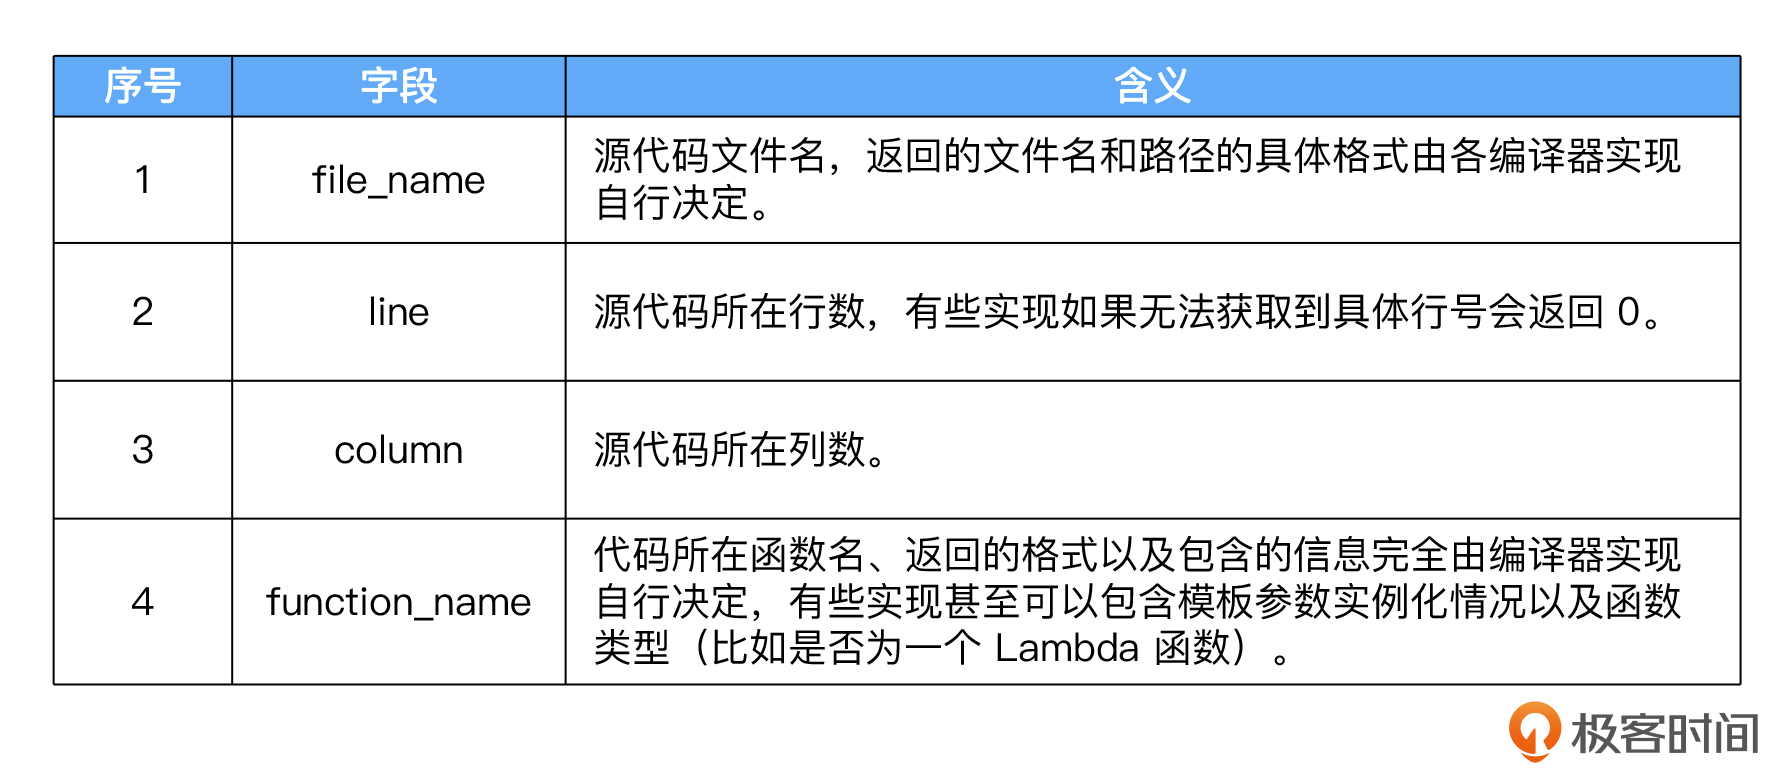 序号 字段 含义
1 file_name 源代码文件名，返回的文件名和路径的具体格式由各编译器实现
自行决定。
2 line 源代码所在行数，有些实现如果无法获取到具体行号会返回 0。
3 column 源代码所在列数。
4 function_name 代码所在函数名、返回的格式以及包含的信息完全由编译器实现
自行决定，有些实现甚至可以包含模板参数实例化情况以及函数
类型（比如是否为一个 Lambda 函数）。
极客时间